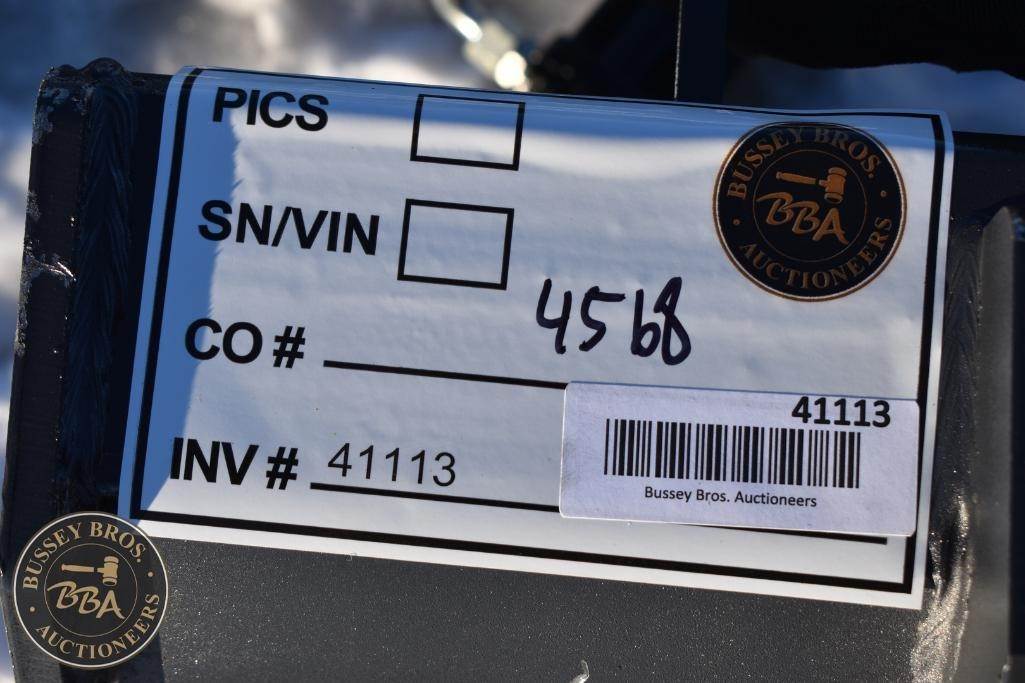 PICS
BUSSEY BROS.
BBA
AUCTIONEERS
SN/VIN
4568
CO #
41113
INV # 41113
Bussey Bros. Auctioneers
BUSSEY BROS.
BBA
AUCTIONEERS